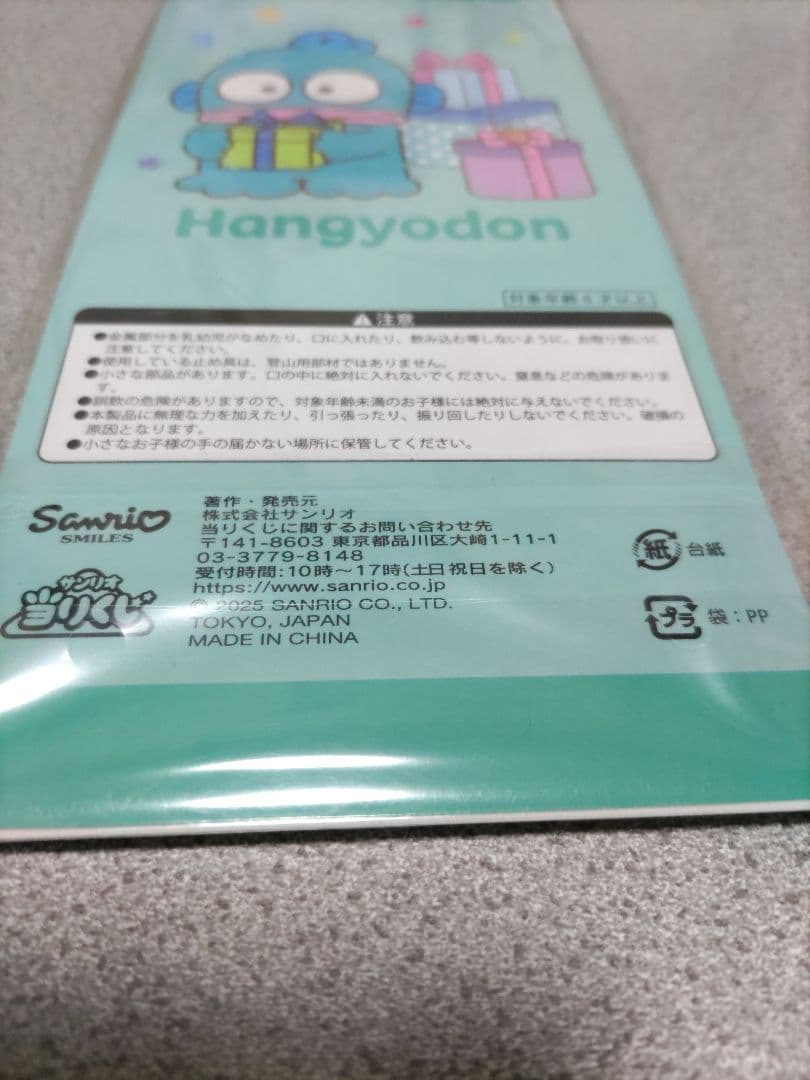 Hangyodon
対象年齢6才以上
注意
●金属部分を乳幼児がなめたり、口に入れたり、飲み込む等しないように、お取り扱いに
注意してください。
●使用している止め具は、登山用部材ではありません。
●小さな部品があります。口の中に絶対に入れないでください。窒息などの危険がありま
す。
●誤飲の危険がありますので、対象年齢未満のお子様には絶対に与えないでください。
●本製品に無理な力を加えたり、引っ張ったり、振り回したりしないでください。破損の
原因となります。
●小さなお子様の手の届かない場所に保管してください。
Sanrio
SMILES
サンリオ
当りくじ
著作・発売元
株式会社サンリオ
当りくじに関するお問い合わせ先
〒141-8603 東京都品川区大崎1-11-1
03-3779-8148
受付時間:10時～17時(土日祝日を除く)
https://www.sanrio.co.jp
© 2025 SANRIO CO., LTD.
TOKYO, JAPAN
MADE IN CHINA
紙 台紙
プラ 袋：PP